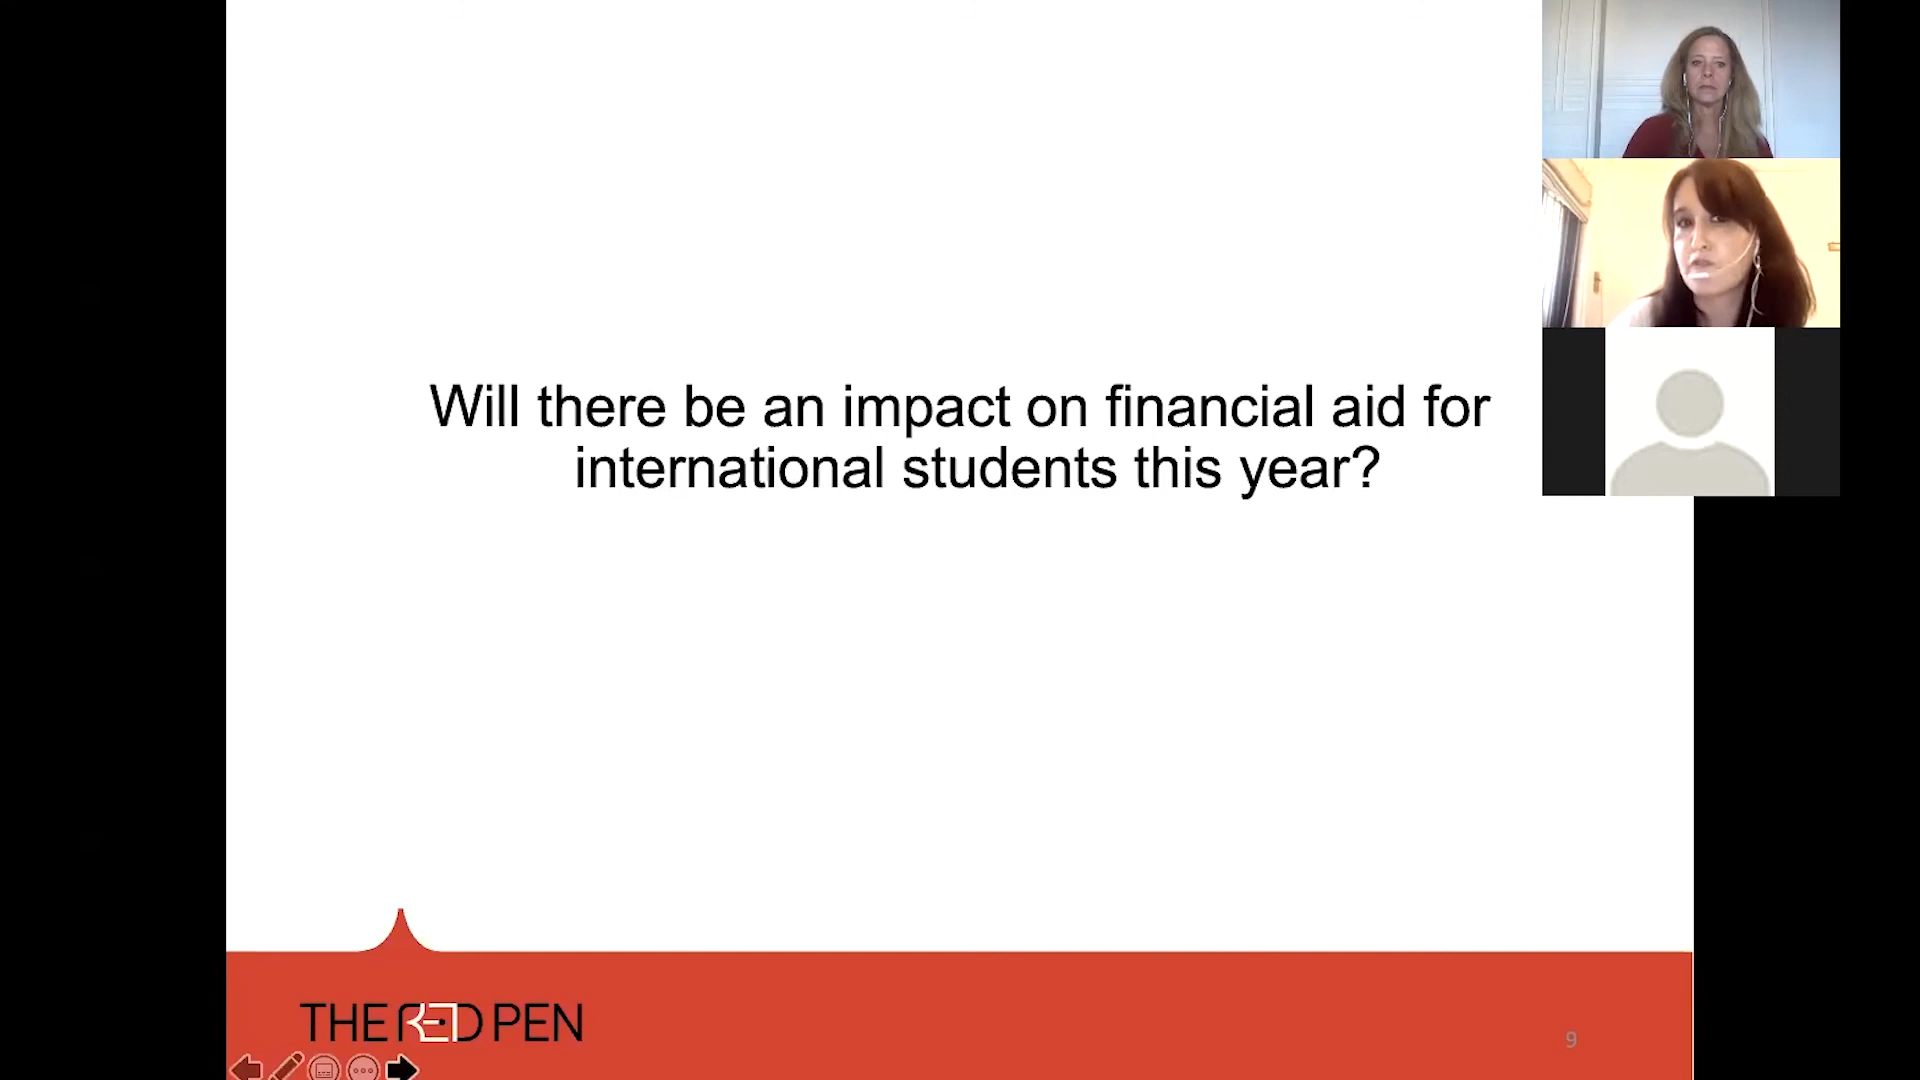 Will there be an impact on financial aid for
international students this year?
THE RED PEN
9